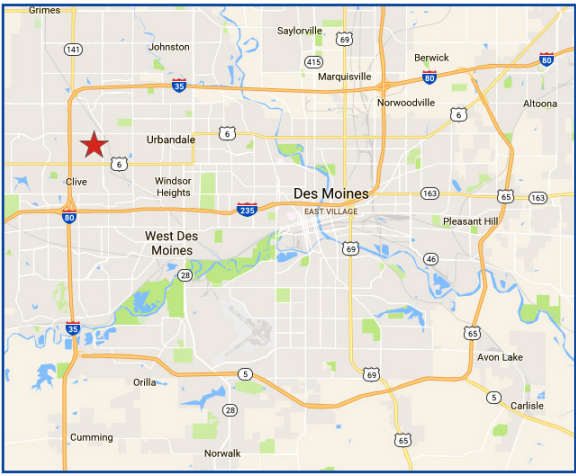 Grimes
Saylorville
69
141
Johnston
415
Berwick
80
Marquisville
80
35
Norwoodville
Altoona
6
Urbandale
6
6
Clive
Windsor
Heights
Des Moines
163
65
163
235
EAST VILLAGE
80
Pleasant Hill
West Des
Moines
69
46
28
35
65
Avon Lake
Orilla
5
69
5
28
Carlisle
Cumming
65
Norwalk